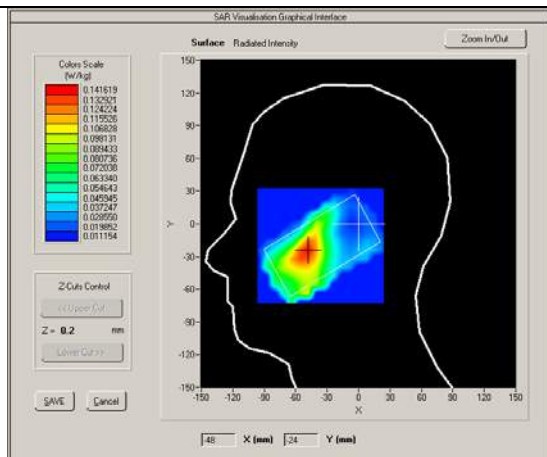 SAR Visualisation Graphical Interface
Surface Radiated Intensity
Zoom In/Out
Colors Scale
(W/kg)
0.141619
0.132921
0.124224
0.115526
0.106828
0.098131
0.089433
0.080736
0.072038
0.063340
0.054643
0.045945
0.037247
0.028550
0.019852
0.011154
Z-Cuts Control
<< Upper Cut
Z = 0.2 mm
Lower Cut >>
SAVE Cancel
150-
120-
90-
60-
30-
Y 0-
-30-
-60-
-90-
-120-
-150-
-150 -120 -90 -60 -30 0 30 60 90 120 150
X
-48 X (mm) -24 Y (mm)